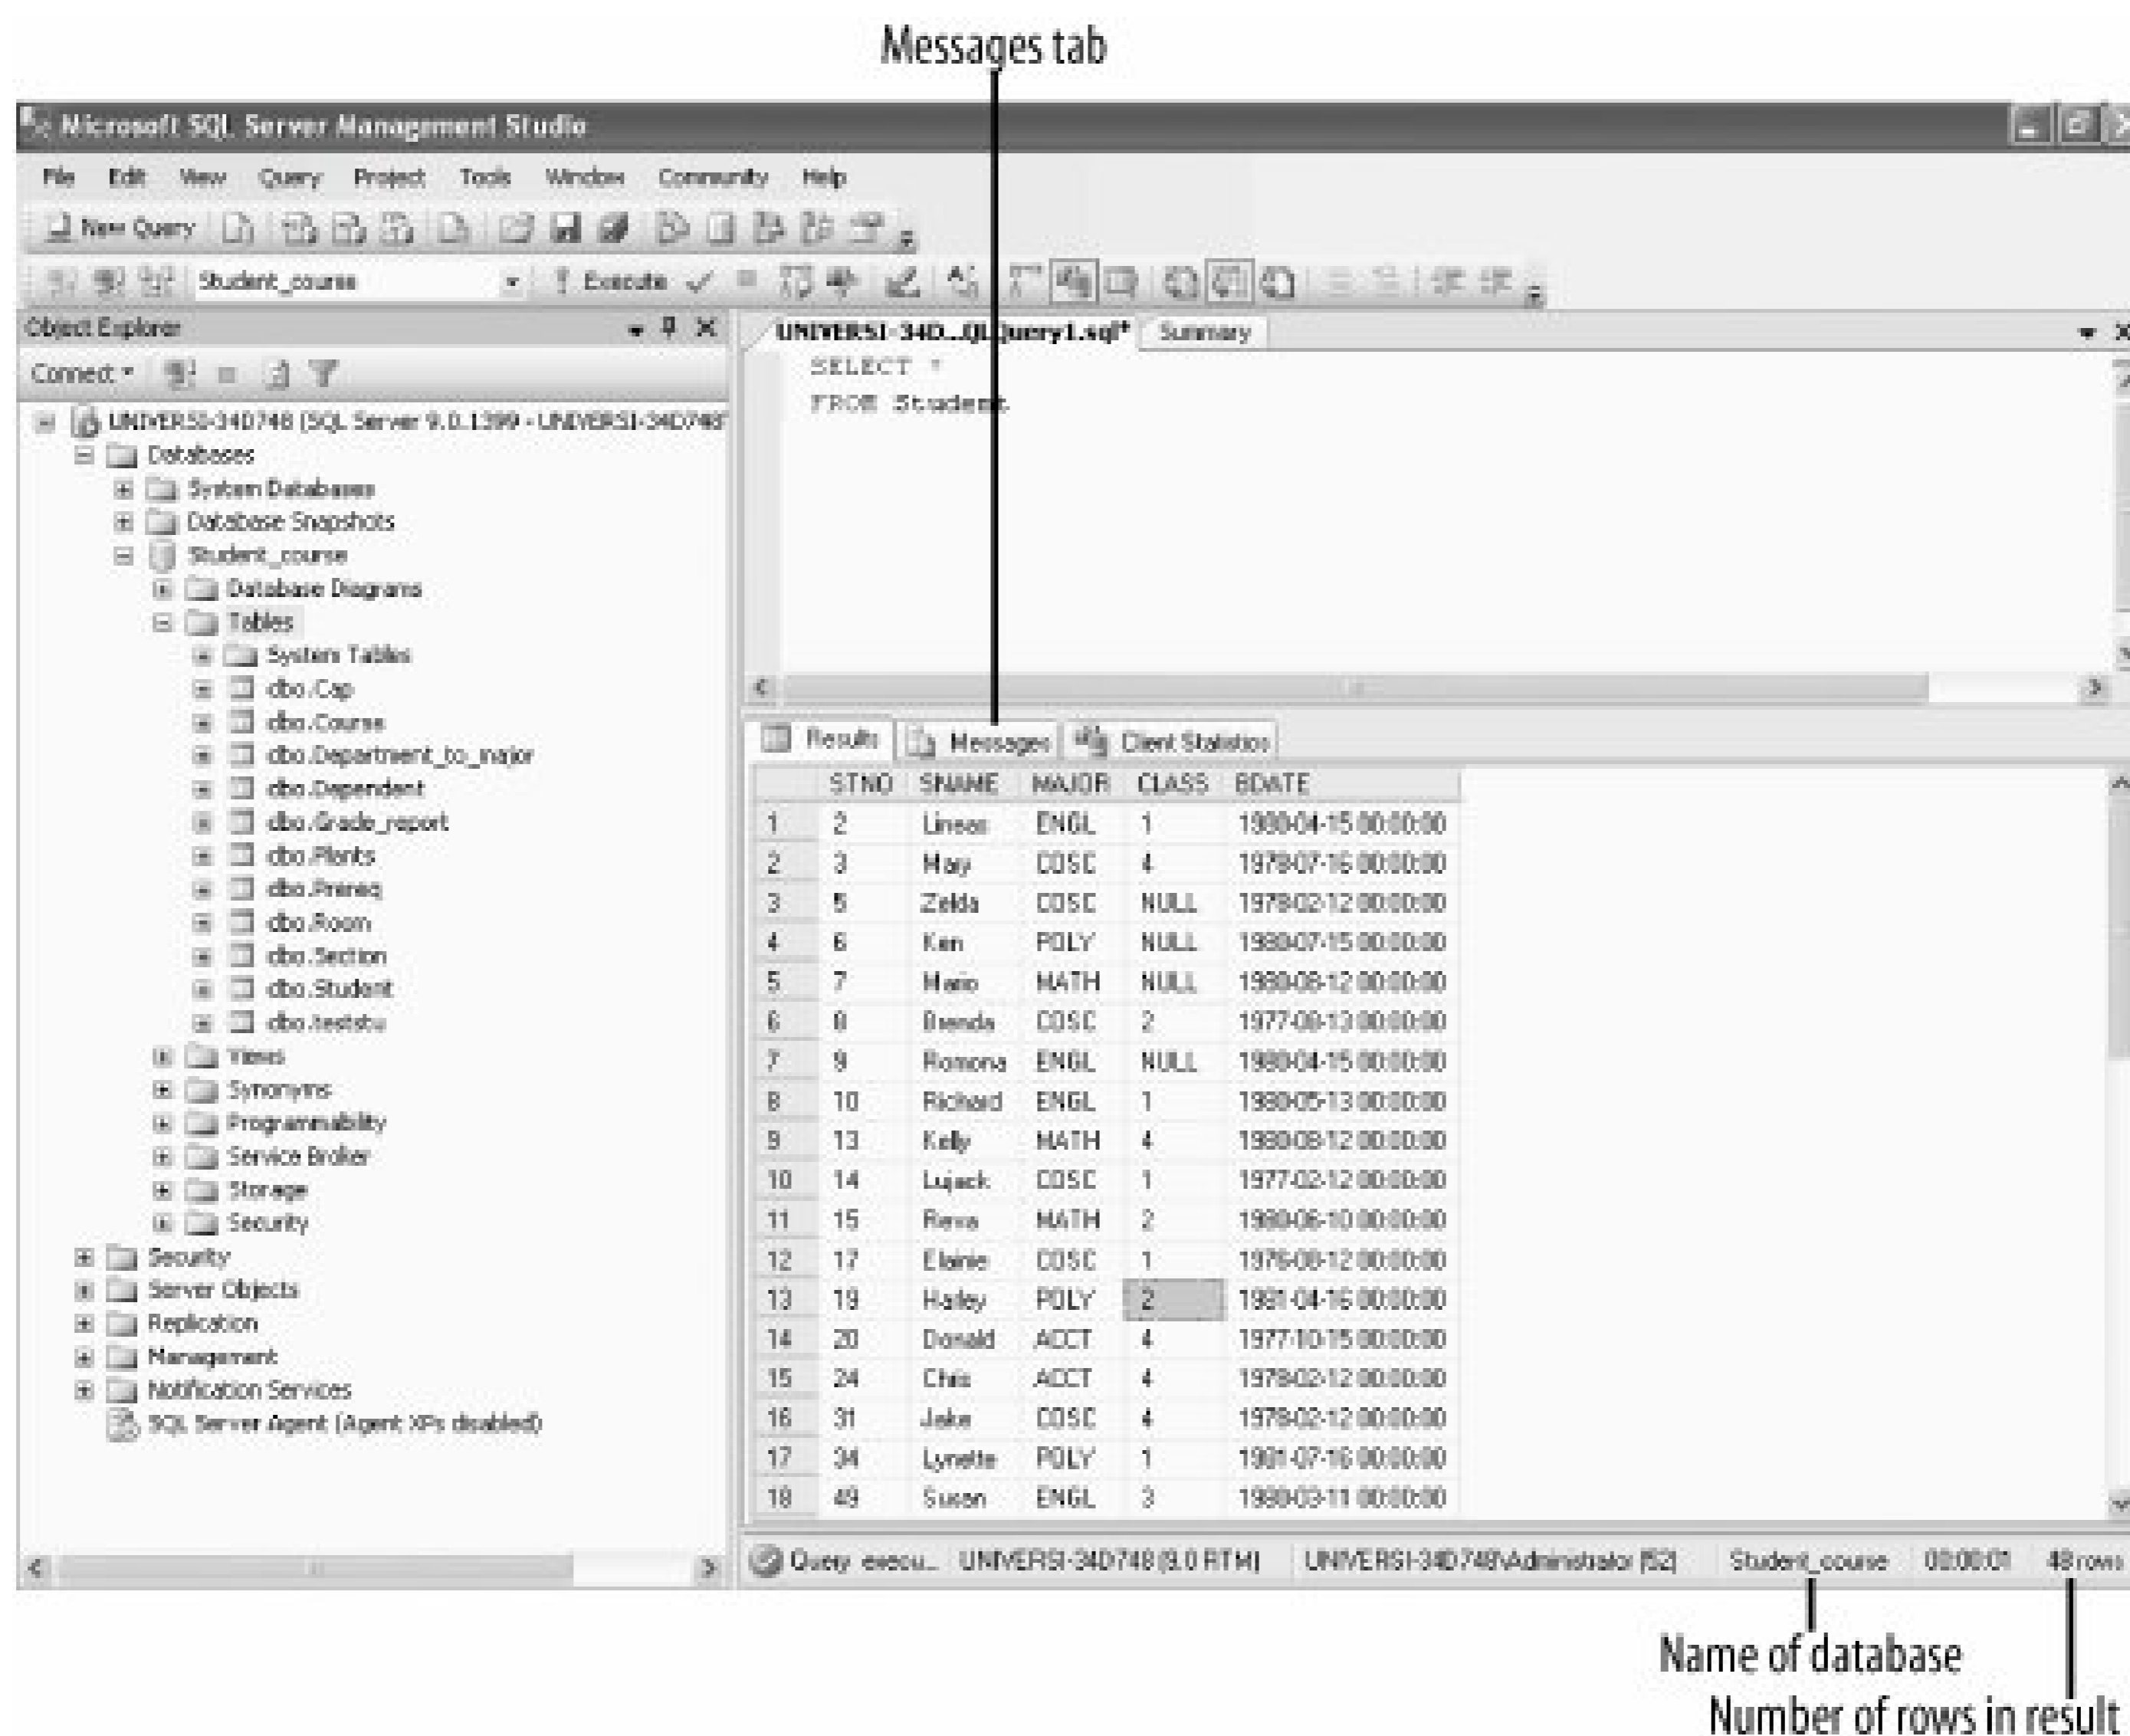 Messages tab
Microsoft SQL Server Management Studio
File Edit View Query Project Tools Window Community Help
New Query
Student_course Execute
Object Explorer
UNIVERSI-34D...QLQuery1.sql* Summary
Connect
SELECT *
FROM Student
UNIVERSI-34D748 (SQL Server 9.0.1399 - UNIVERSI-34D748
Databases
System Databases
Database Snapshots
Student_course
Database Diagrams
Tables
System Tables
dbo.Cap
dbo.Course
dbo.Department_to_major
dbo.Dependent
dbo.Grade_report
dbo.Plants
dbo.Prereq
dbo.Room
dbo.Section
dbo.Student
dbo.teststu
Views
Synonyms
Programmability
Service Broker
Storage
Security
Security
Server Objects
Replication
Management
Notification Services
SQL Server Agent (Agent XPs disabled)
Results Messages Client Statistics
STNO SNAME MAJOR CLASS BDATE
1 2 Lineas ENGL 1 1980-04-15 00:00:00
2 3 Mary COSC 4 1978-07-16 00:00:00
3 5 Zelda COSC NULL 1978-02-12 00:00:00
4 6 Ken POLY NULL 1980-07-15 00:00:00
5 7 Mario MATH NULL 1980-08-12 00:00:00
6 8 Brenda COSC 2 1977-08-13 00:00:00
7 9 Romona ENGL NULL 1980-04-15 00:00:00
8 10 Richard ENGL 1 1980-05-13 00:00:00
9 13 Kelly MATH 4 1980-08-12 00:00:00
10 14 Lujack COSC 1 1977-02-12 00:00:00
11 15 Reva MATH 2 1980-06-10 00:00:00
12 17 Elainie COSC 1 1976-08-12 00:00:00
13 19 Harley POLY 2 1981-04-16 00:00:00
14 20 Donald ACCT 4 1977-10-15 00:00:00
15 24 Chris ACCT 4 1978-02-12 00:00:00
16 31 Jake COSC 4 1978-02-12 00:00:00
17 34 Lynette POLY 1 1981-07-16 00:00:00
18 49 Susan ENGL 3 1980-03-11 00:00:00
Query execu... UNIVERSI-34D748 (9.0 RTM) UNIVERSI-34D748\Administrator (52) Student_course 00:00:01 48 rows
Name of database
Number of rows in result